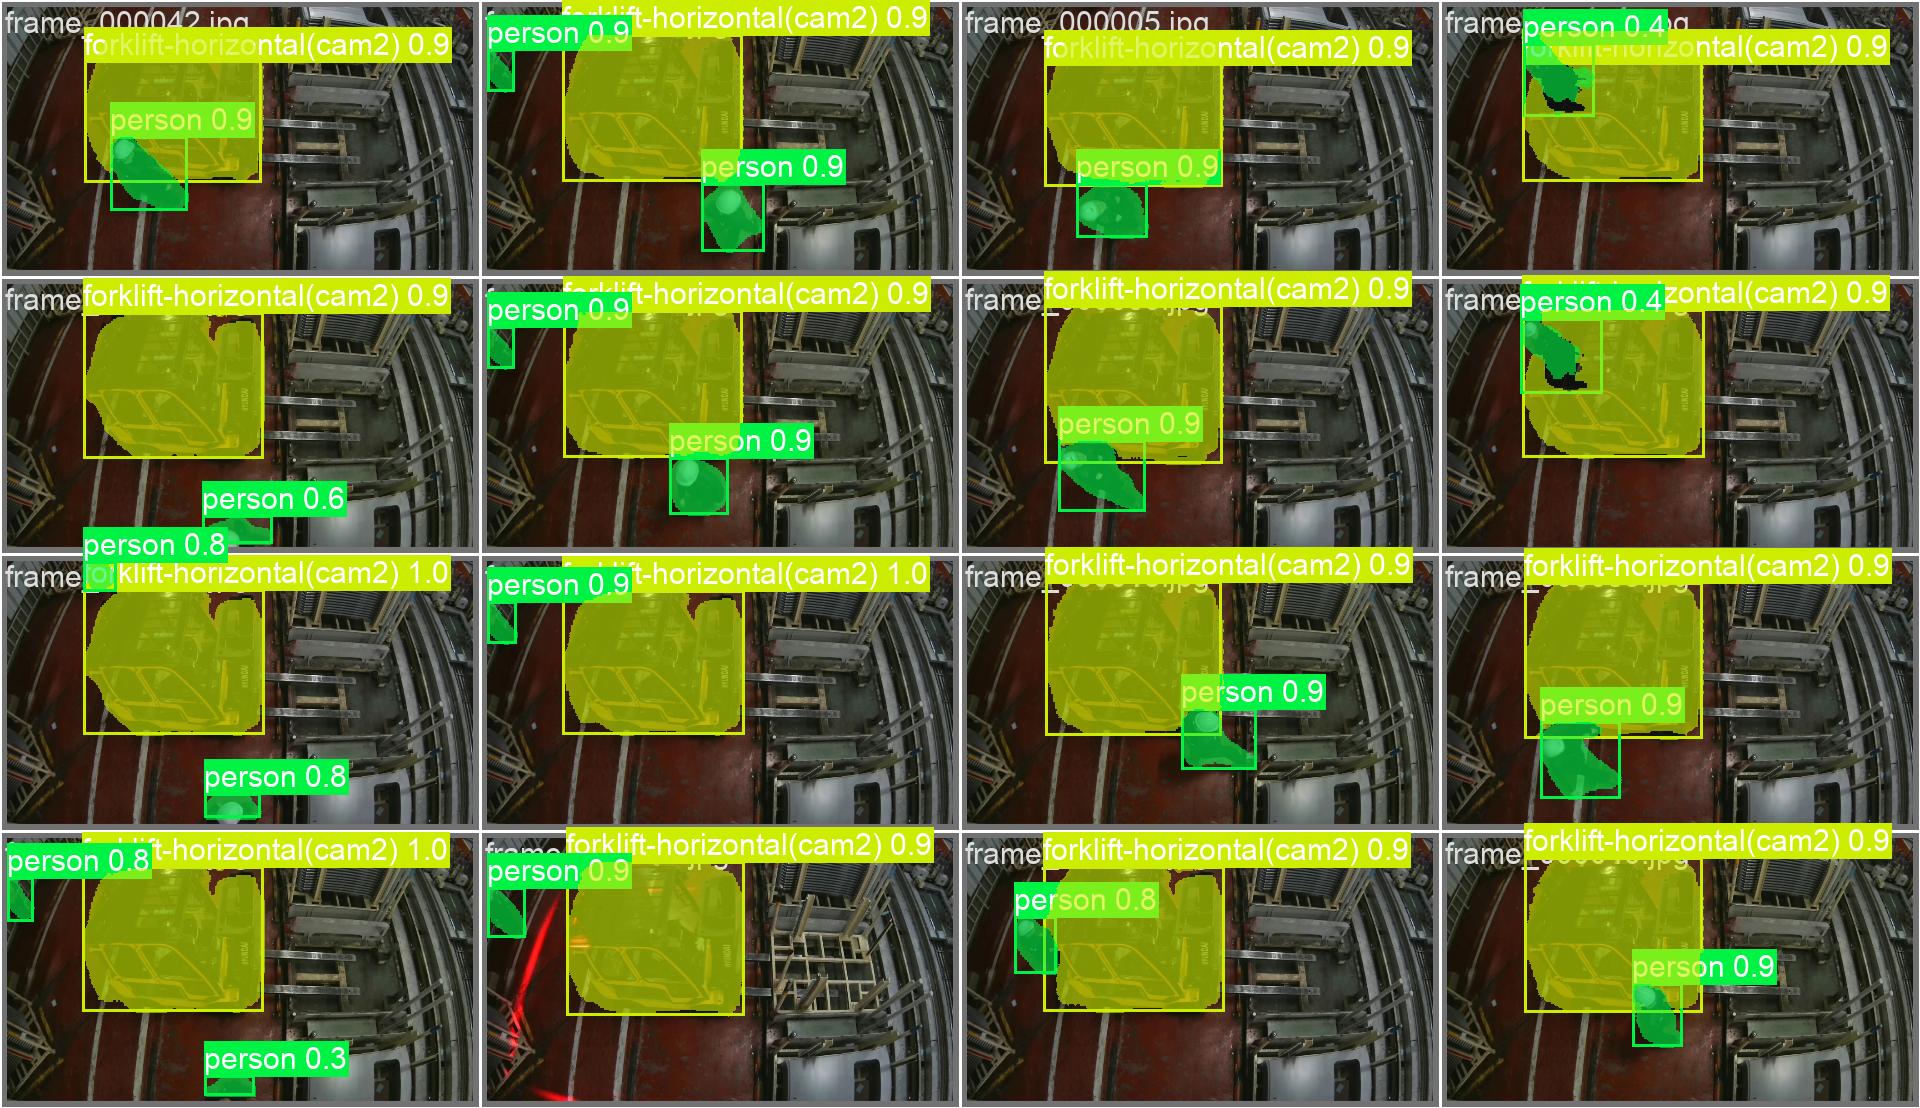 frame_000042.jpg
forklift-horizontal(cam2) 0.9
person 0.9
forklift-horizontal(cam2) 0.9
person 0.9
person 0.9
frame_000005.jpg
forklift-horizontal(cam2) 0.9
person 0.9
frame
person 0.4
forklift-horizontal(cam2) 0.9
frame
forklift-horizontal(cam2) 0.9
person 0.6
forklift-horizontal(cam2) 0.9
person 0.9
person 0.9
frame_
forklift-horizontal(cam2) 0.9
person 0.9
frame
forklift-horizontal(cam2) 0.9
person 0.4
person 0.8
frame
forklift-horizontal(cam2) 1.0
person 0.8
forklift-horizontal(cam2) 1.0
person 0.9
frame_
forklift-horizontal(cam2) 0.9
person 0.9
frame_
forklift-horizontal(cam2) 0.9
person 0.9
forklift-horizontal(cam2) 1.0
person 0.8
person 0.3
forklift-horizontal(cam2) 0.9
person 0.9
frame
forklift-horizontal(cam2) 0.9
person 0.8
frame_
forklift-horizontal(cam2) 0.9
person 0.9